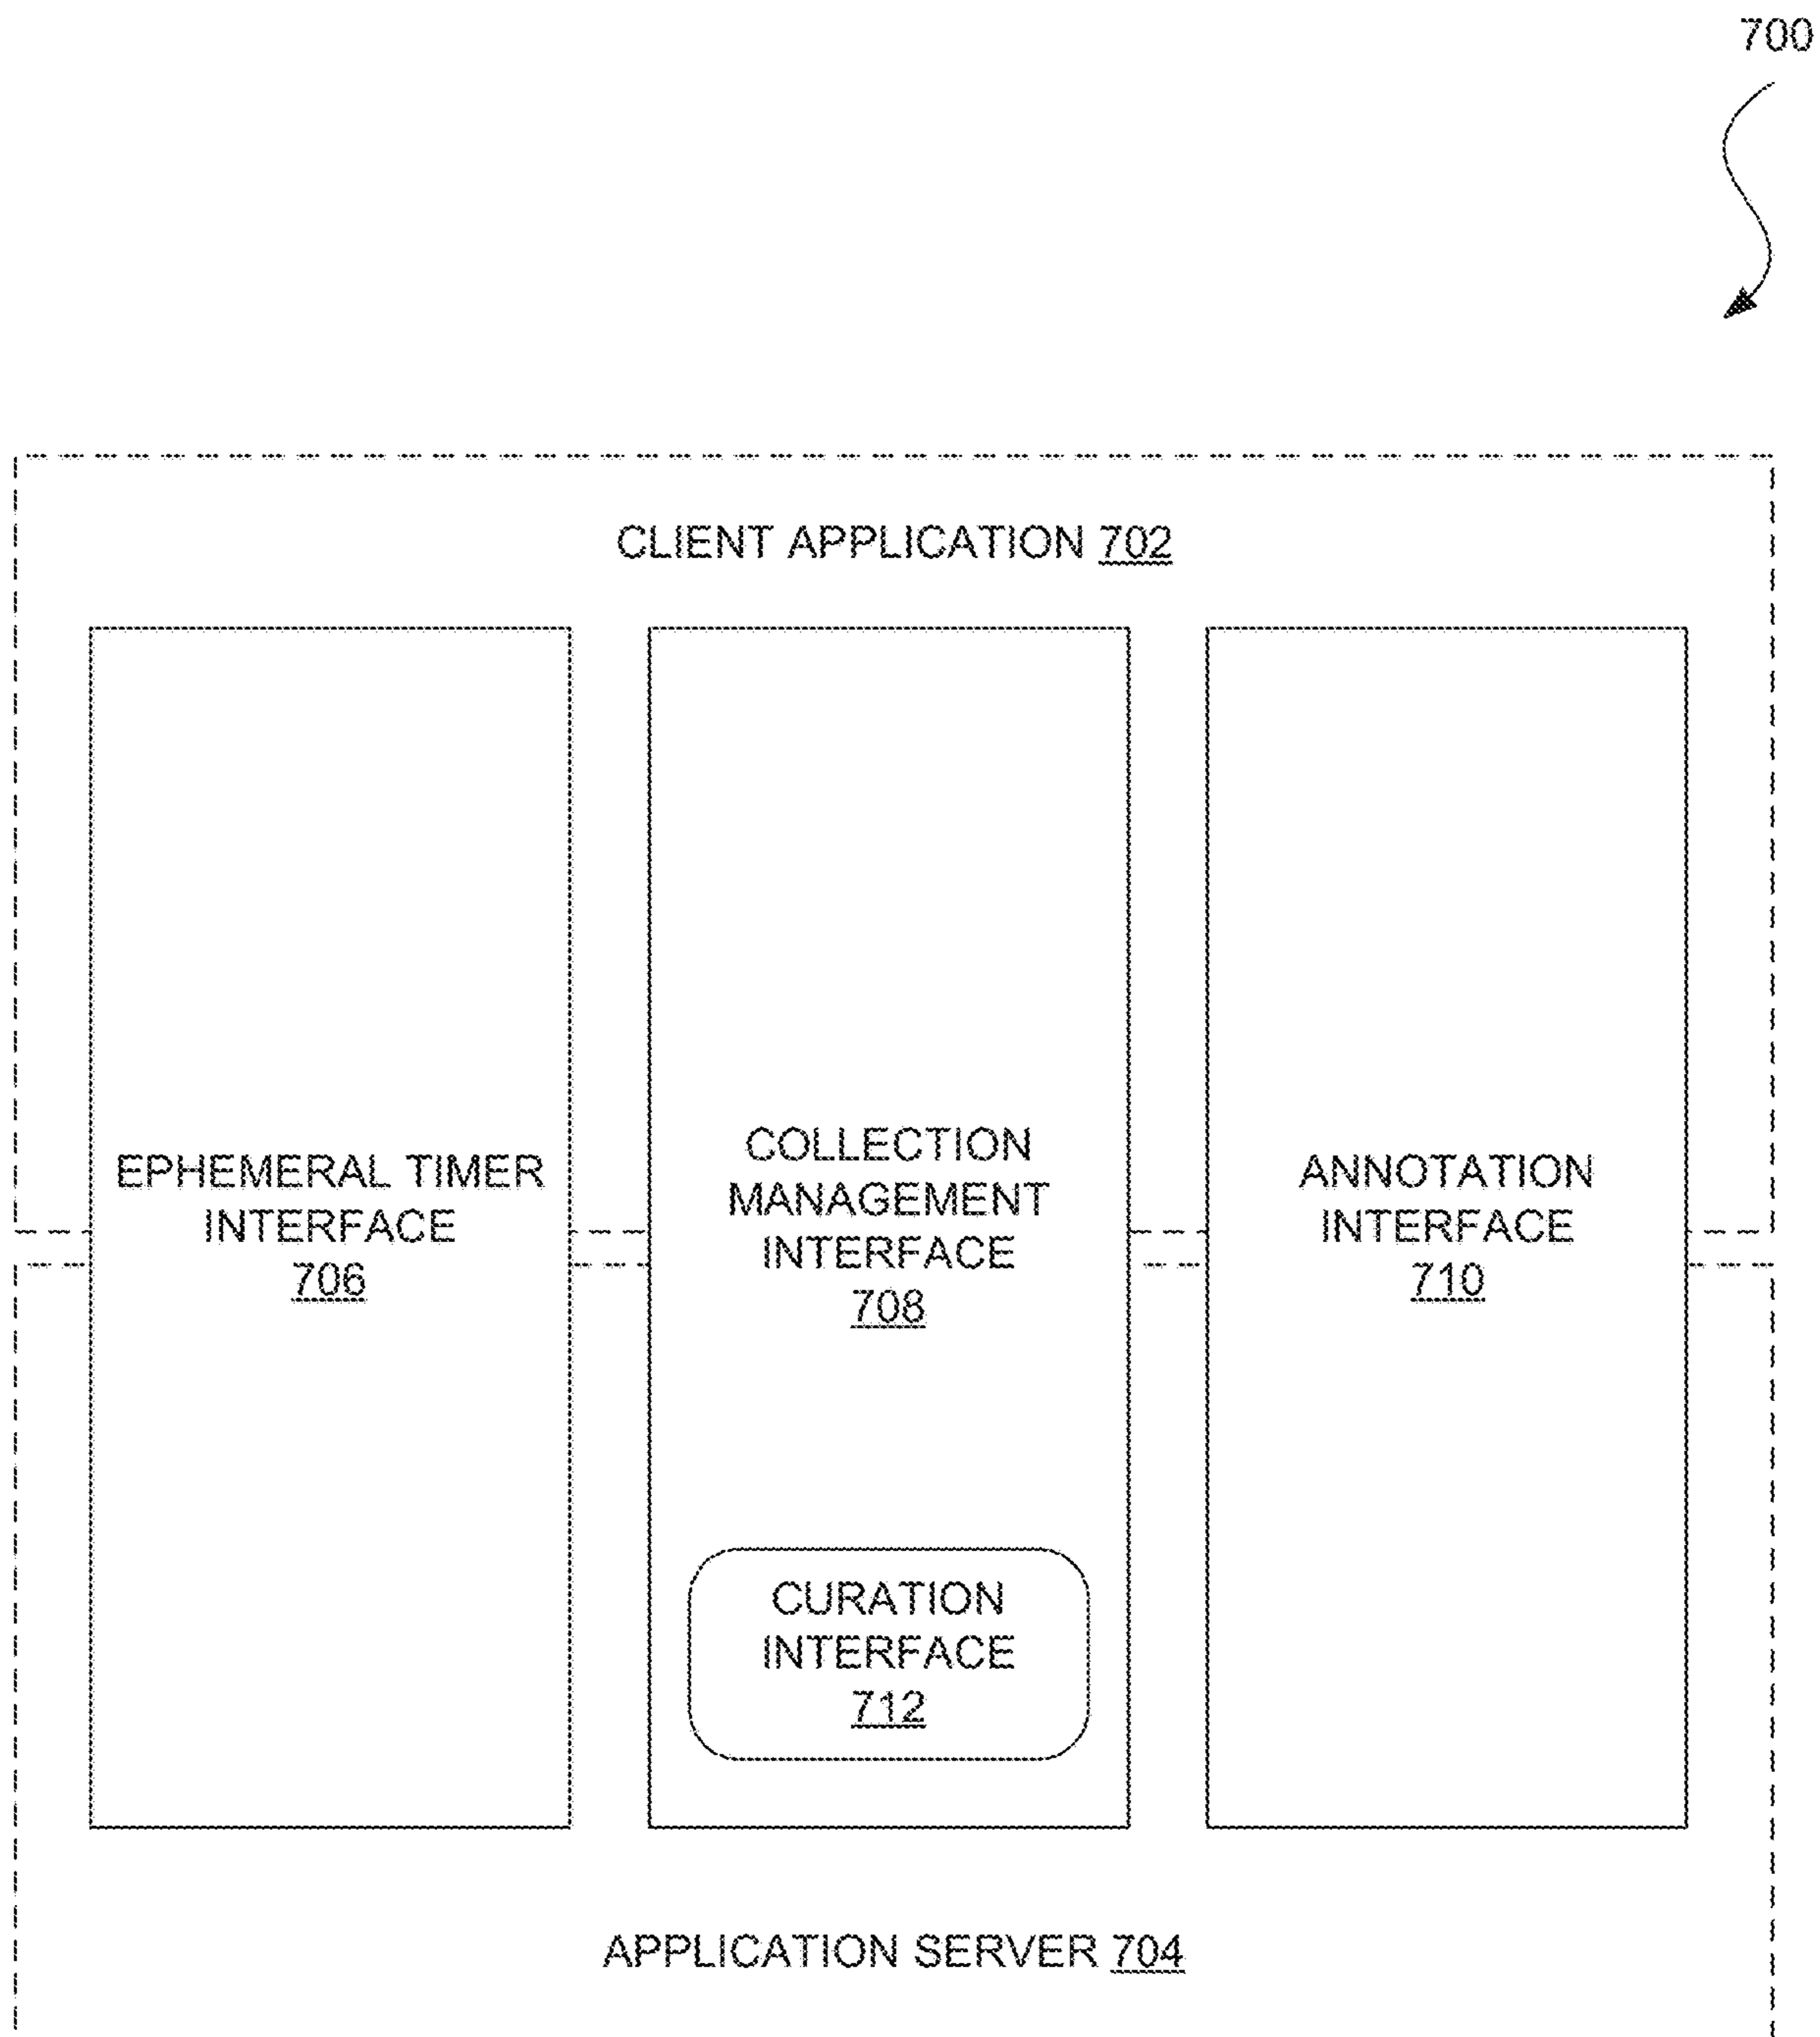 700
CLIENT APPLICATION 702
EPHEMERAL TIMER
INTERFACE
706
COLLECTION
MANAGEMENT
INTERFACE
708
ANNOTATION
INTERFACE
710
CURATION
INTERFACE
712
APPLICATION SERVER 704